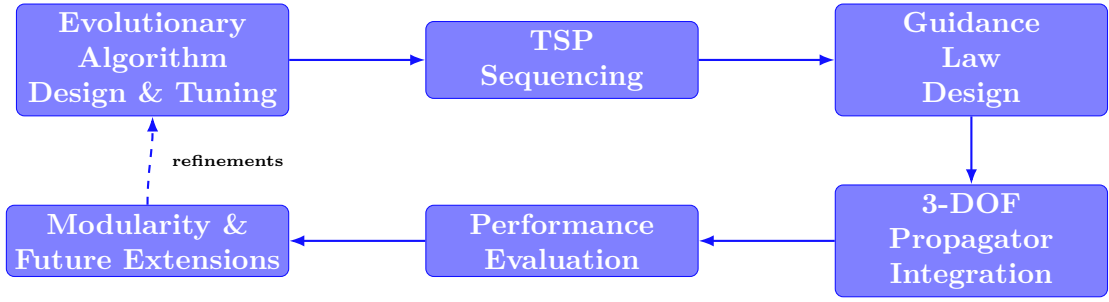 Evolutionary
Algorithm
Design & Tuning
TSP
Sequencing
Guidance
Law
Design
refinements
Modularity &
Future Extensions
Performance
Evaluation
3-DOF
Propagator
Integration